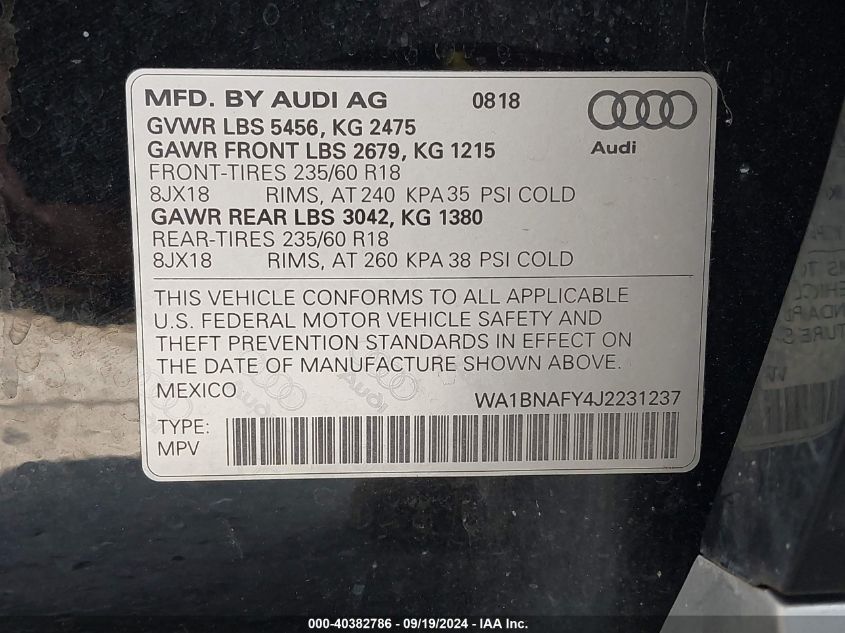 MFD. BY AUDI AG 0818
GVWR LBS 5456, KG 2475
GAWR FRONT LBS 2679, KG 1215
Audi
FRONT-TIRES 235/60 R18
8JX18 RIMS, AT 240 KPA 35 PSI COLD
GAWR REAR LBS 3042, KG 1380
REAR-TIRES 235/60 R18
8JX18 RIMS, AT 260 KPA 38 PSI COLD
THIS VEHICLE CONFORMS TO ALL APPLICABLE
U.S. FEDERAL MOTOR VEHICLE SAFETY AND
THEFT PREVENTION STANDARDS IN EFFECT ON
THE DATE OF MANUFACTURE SHOWN ABOVE.
MEXICO WA1BNAFY4J2231237
TYPE:
MPV
000-40382786 - 09/19/2024 - WWW.IAAI.COM